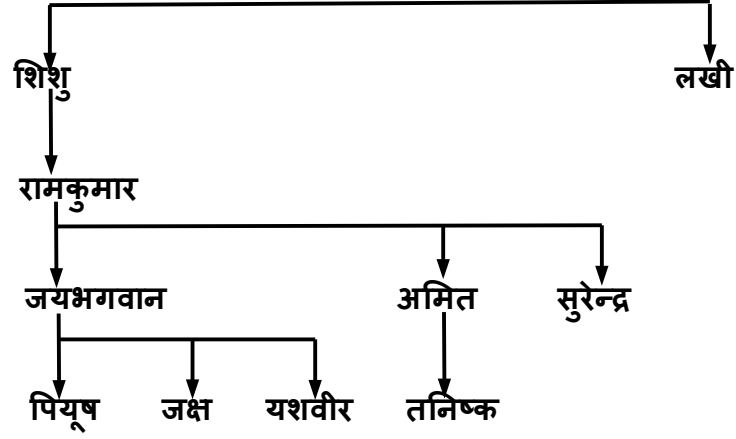 शिशु लखी
रामकुमार
जयभगवान अमित सुरेन्द्र
पियूष जक्ष यशवीर तनिष्क